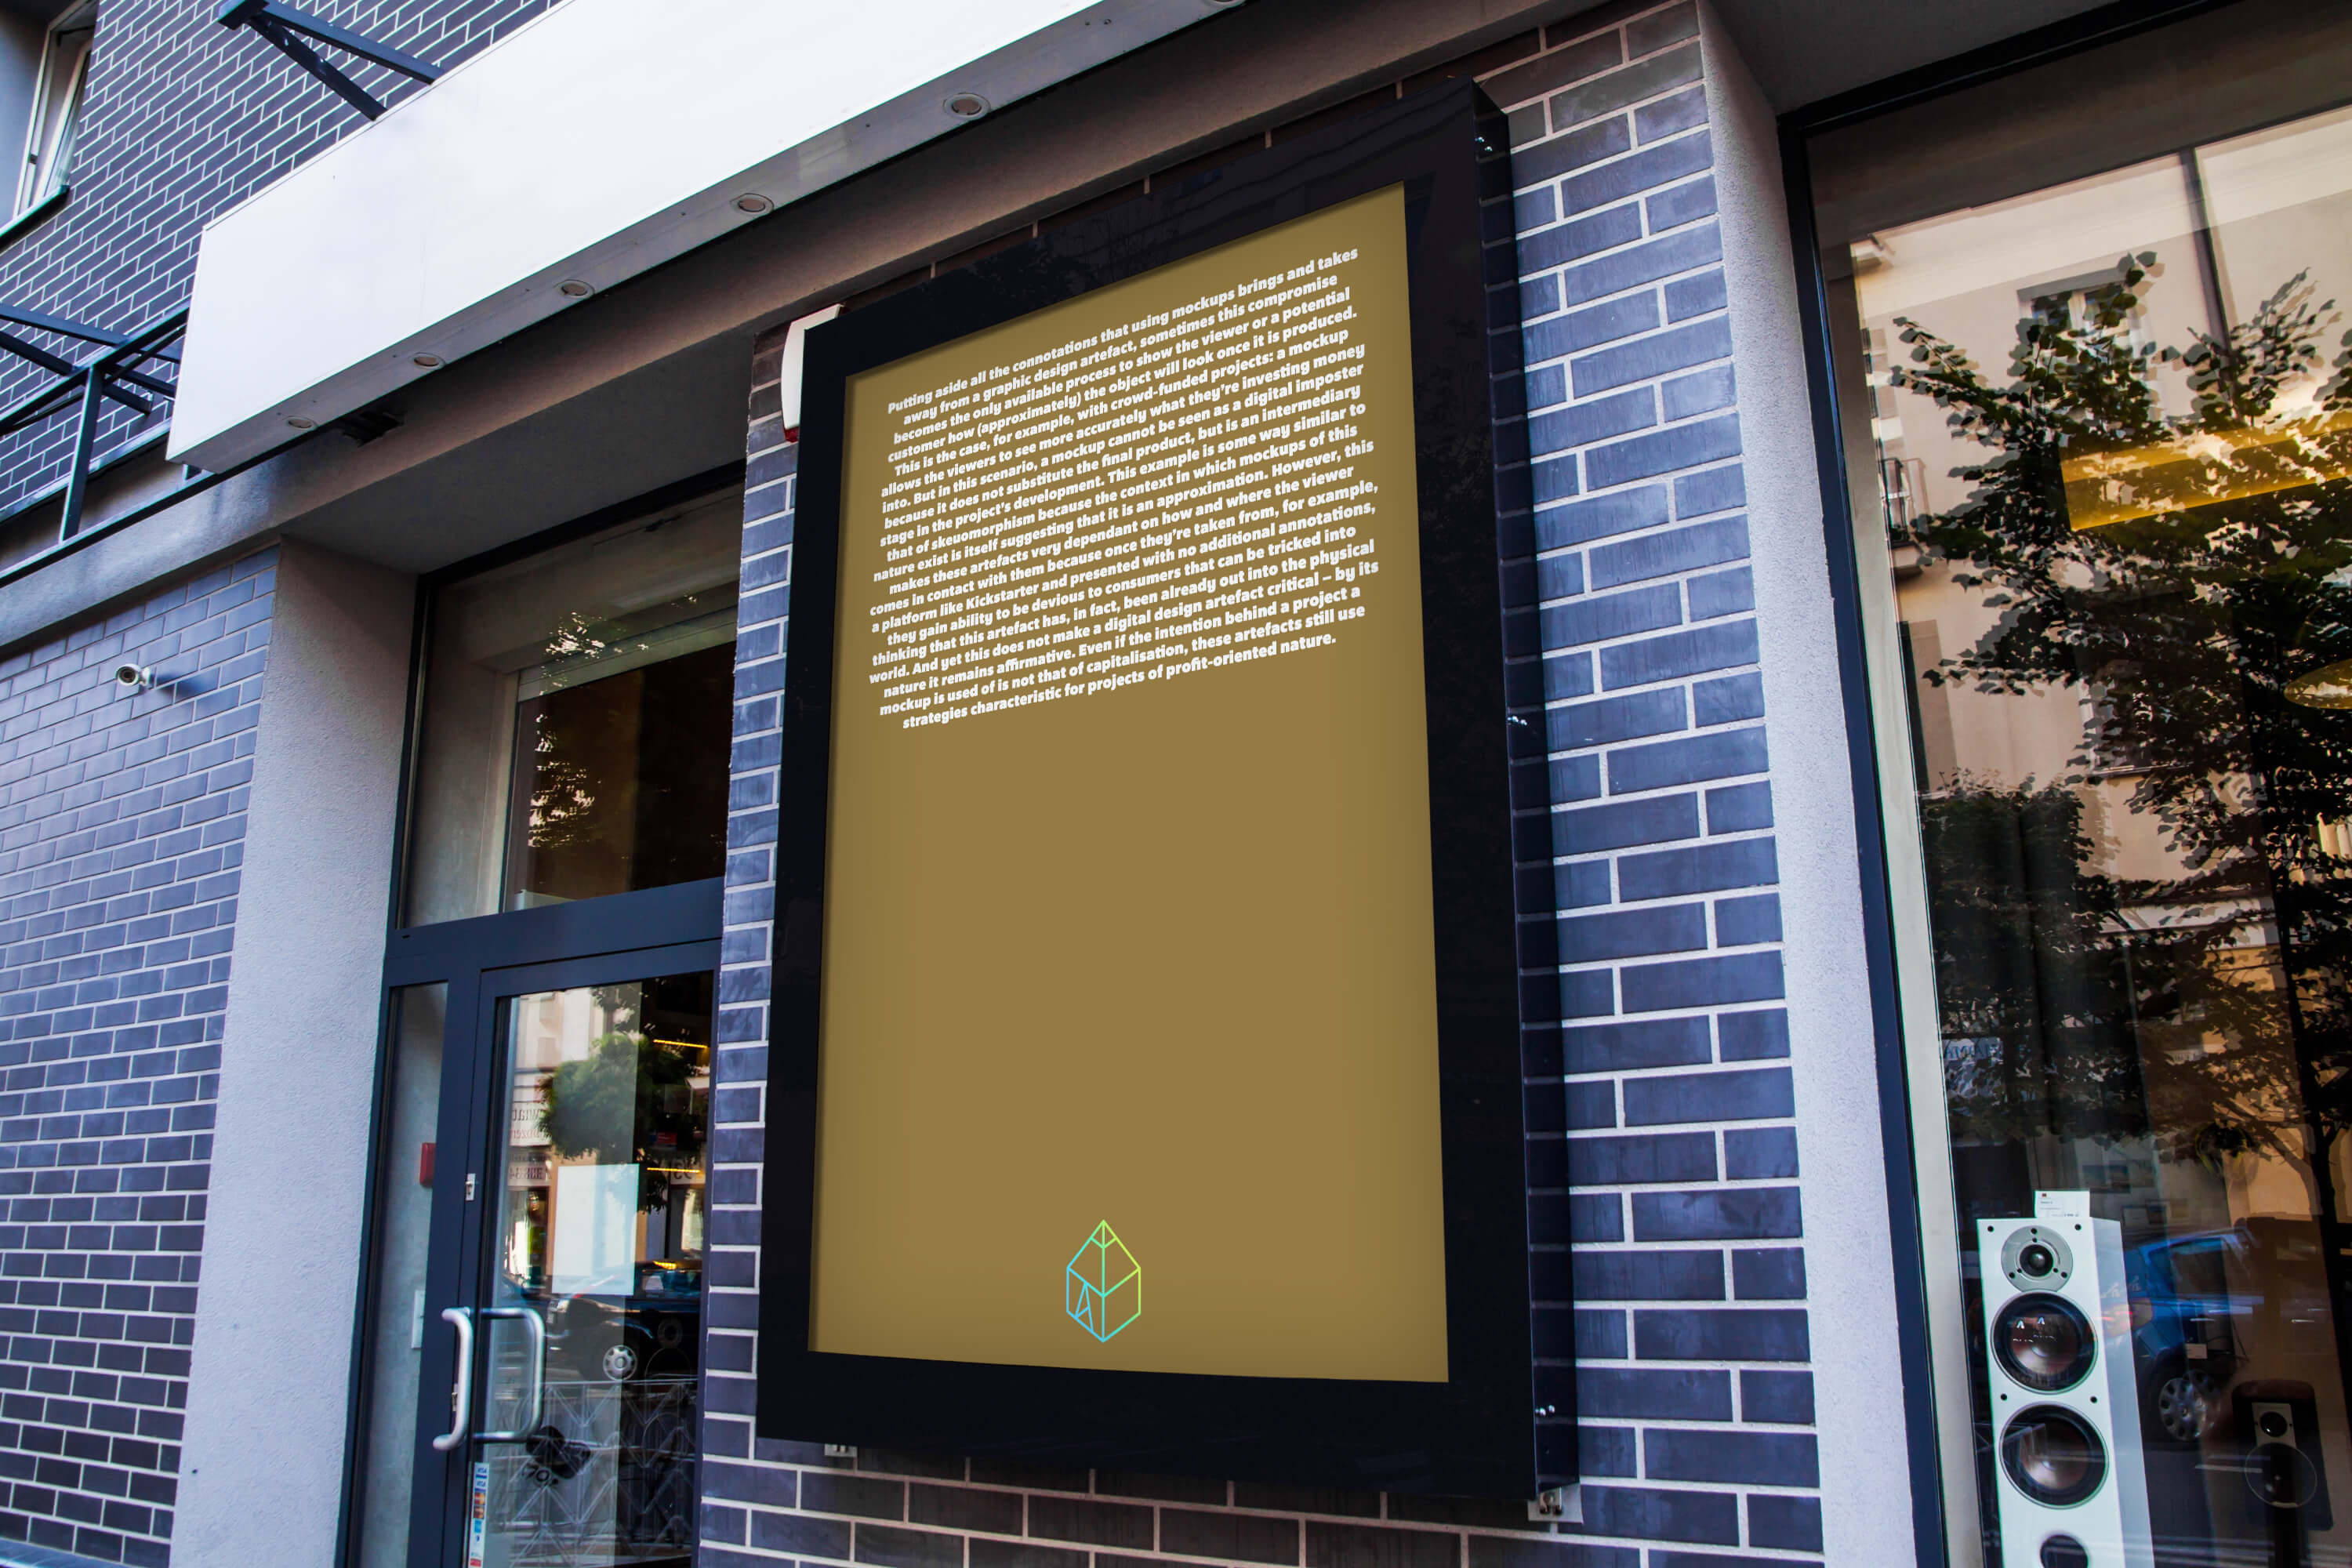 Putting aside all the connotations that using mockups brings and takes
away from a graphic design artefact, sometimes this compromise
becomes the only available process to show the viewer or a potential
customer how (approximately) the object will look once it is produced.
This is the case, for example, with crowd-funded projects: a mockup
allows the viewers to see more accurately what they're investing money
into. But in this scenario, a mockup cannot be seen as a digital imposter
because it does not substitute the final product, but is an intermediary
stage in the project's development. This example is some way similar to
that of skeuomorphism because the context in which mockups of this
nature exist is itself suggesting that it is an approximation. However, this
makes these artefacts very dependant on how and where the viewer
comes in contact with them because once they're taken from, for example,
a platform like Kickstarter and presented with no additional annotations,
they gain ability to be devious to consumers that can be tricked into
thinking that this artefact has, in fact, been already out into the physical
world. And yet this does not make a digital design artefact critical – by its
nature it remains affirmative. Even if the intention behind a project a
mockup is used of is not that of capitalisation, these artefacts still use
strategies characteristic for projects of profit-oriented nature.